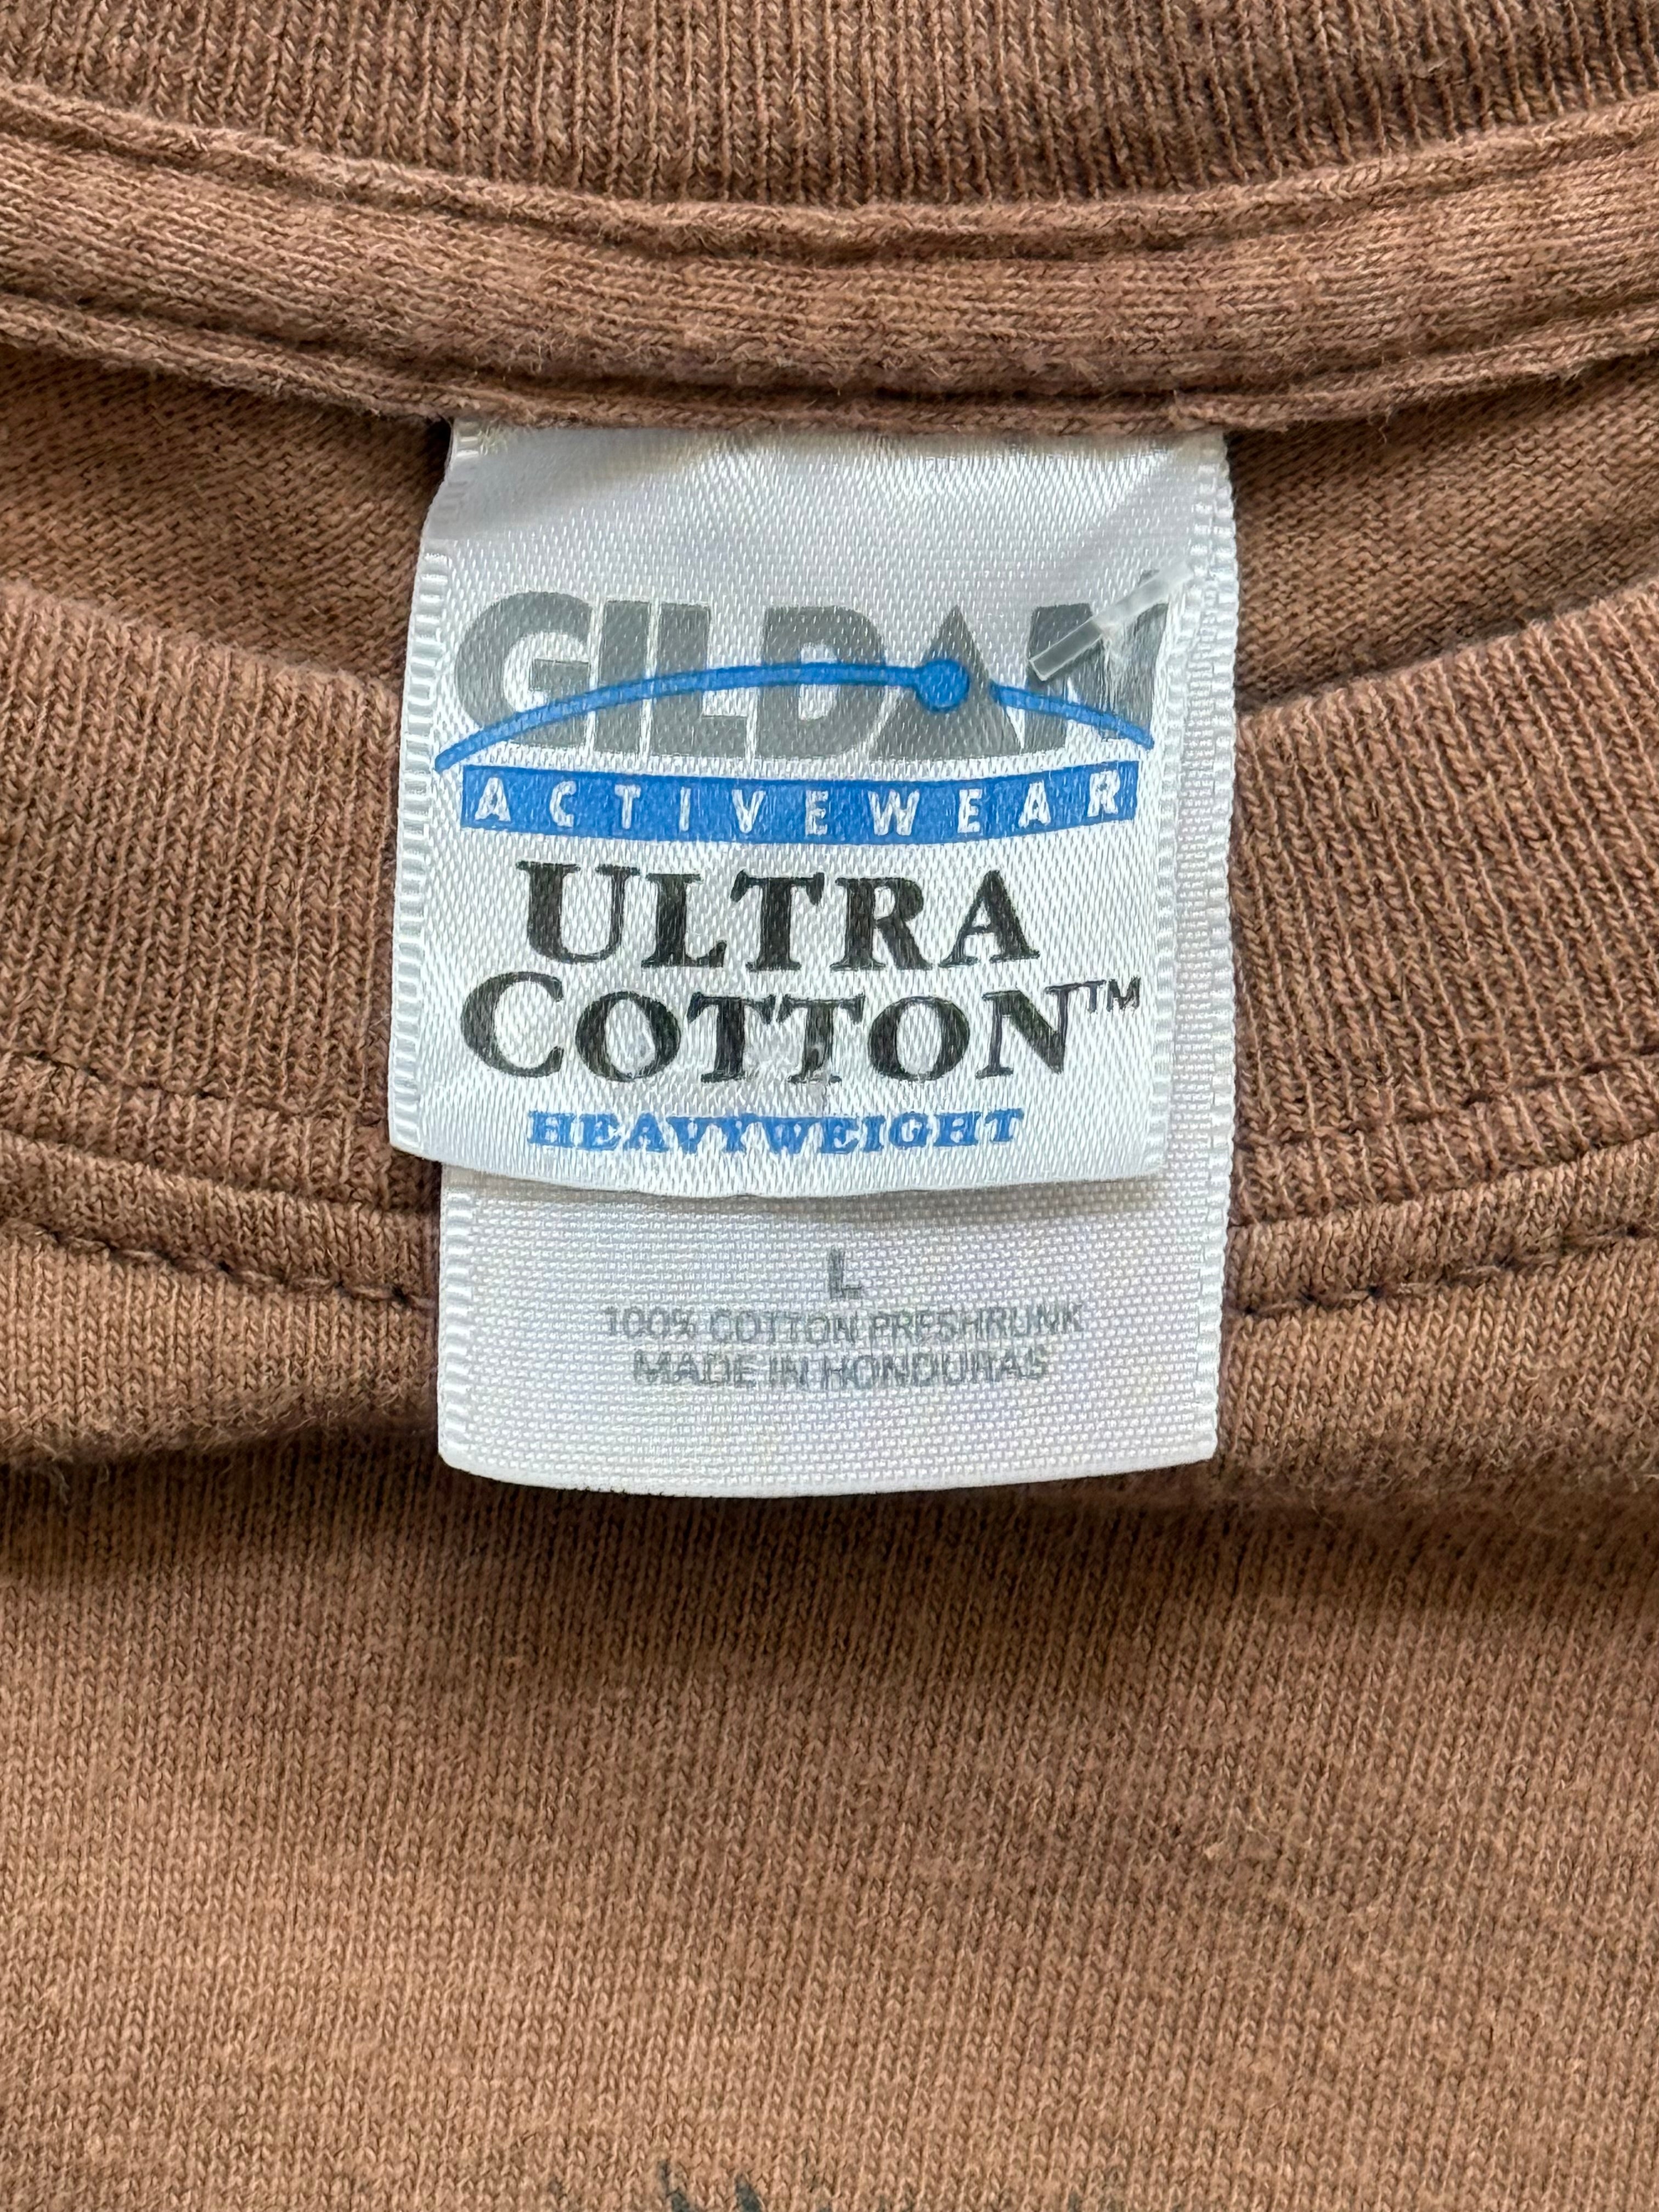 GILDAN
ACTIVEWEAR
ULTRA
COTTON™
HEAVYWEIGHT
L
100% COTTON PRESHRUNK
MADE IN HONDURAS